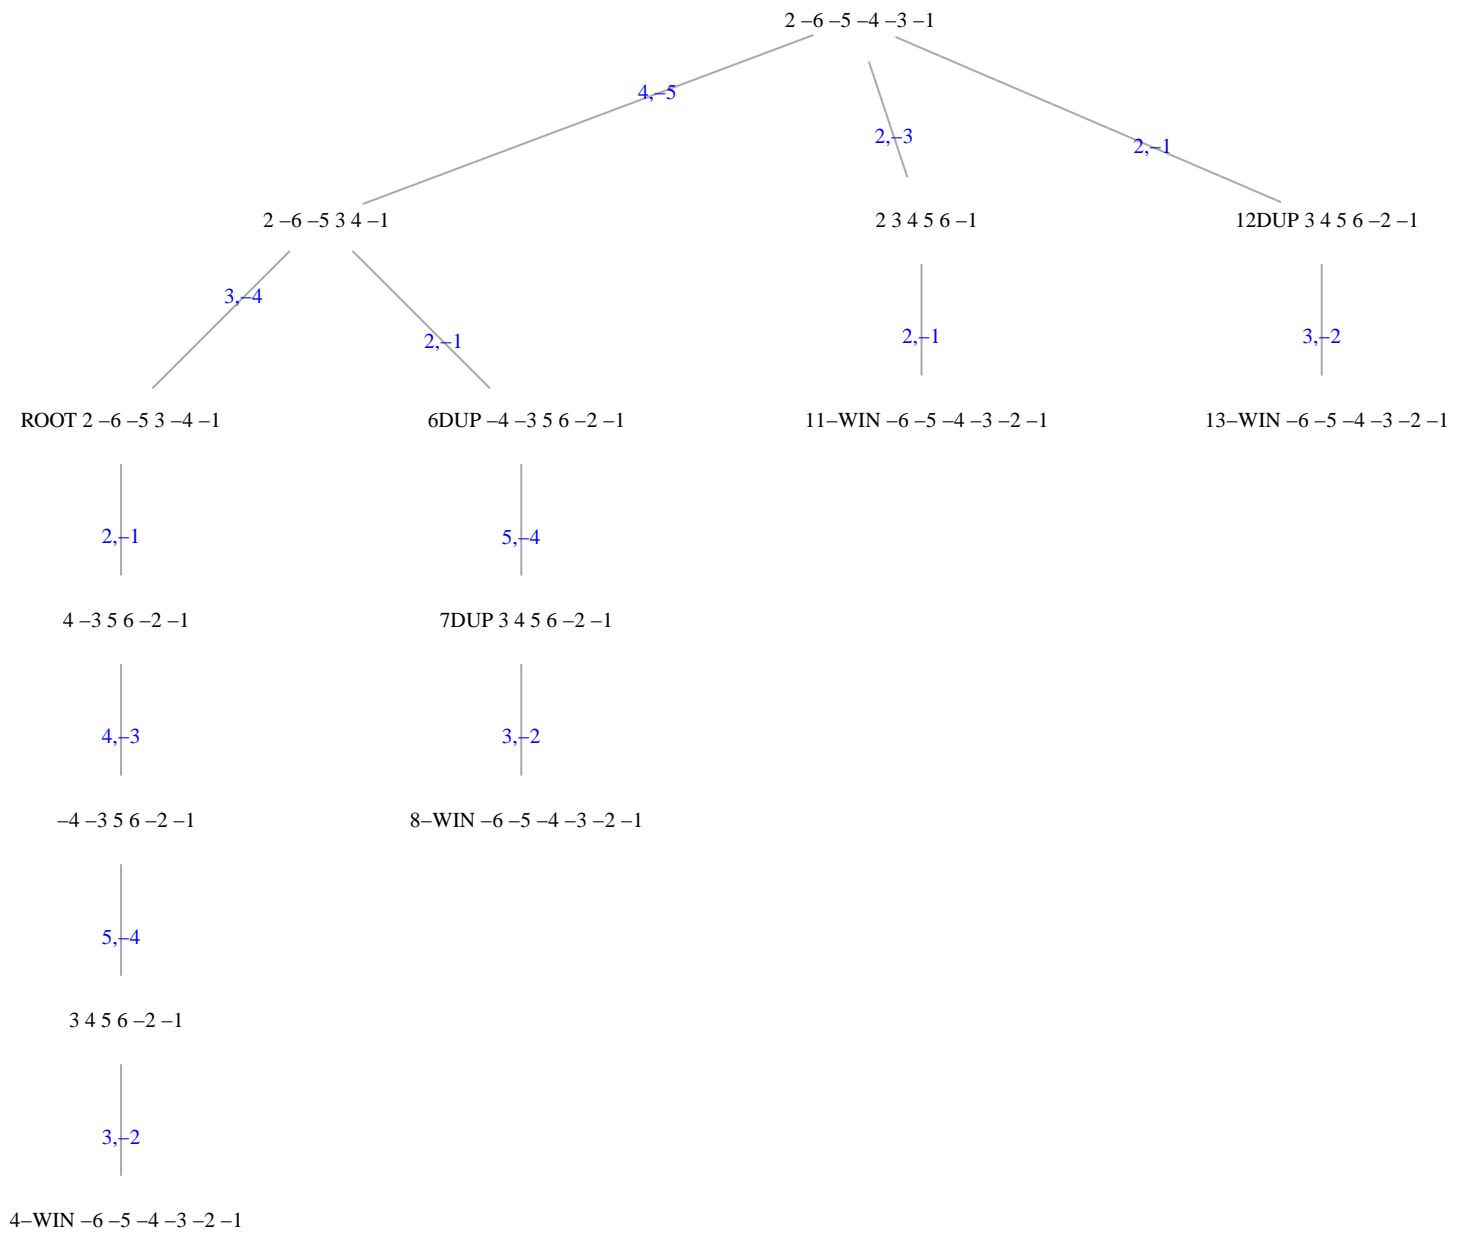 2 –6 –5 –4 –3 –1
4,–5
2,–3
2,–1
2 –6 –5 3 4 –1
2 3 4 5 6 –1
12DUP 3 4 5 6 –2 –1
3,–4
2,–1
2,–1
3,–2
ROOT 2 –6 –5 3 –4 –1
6DUP –4 –3 5 6 –2 –1
11–WIN –6 –5 –4 –3 –2 –1
13–WIN –6 –5 –4 –3 –2 –1
2,–1
5,–4
4 –3 5 6 –2 –1
7DUP 3 4 5 6 –2 –1
4,–3
3,–2
–4 –3 5 6 –2 –1
8–WIN –6 –5 –4 –3 –2 –1
5,–4
3 4 5 6 –2 –1
3,–2
4–WIN –6 –5 –4 –3 –2 –1